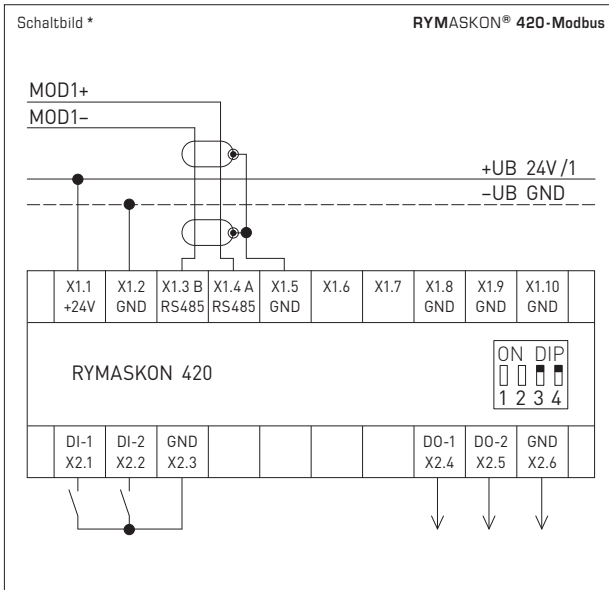 Schaltbild *
RYMASKON® 420-Modbus
MOD1+
MOD1–
+UB 24V/1
–UB GND
X1.1 X1.2 X1.3 B X1.4 A X1.5 X1.6 X1.7 X1.8 X1.9 X1.10
+24V GND RS485 RS485 GND GND GND GND
RYMASKON 420
ON DIP
1 2 3 4
DI-1 DI-2 GND DO-1 DO-2 GND
X2.1 X2.2 X2.3 X2.4 X2.5 X2.6